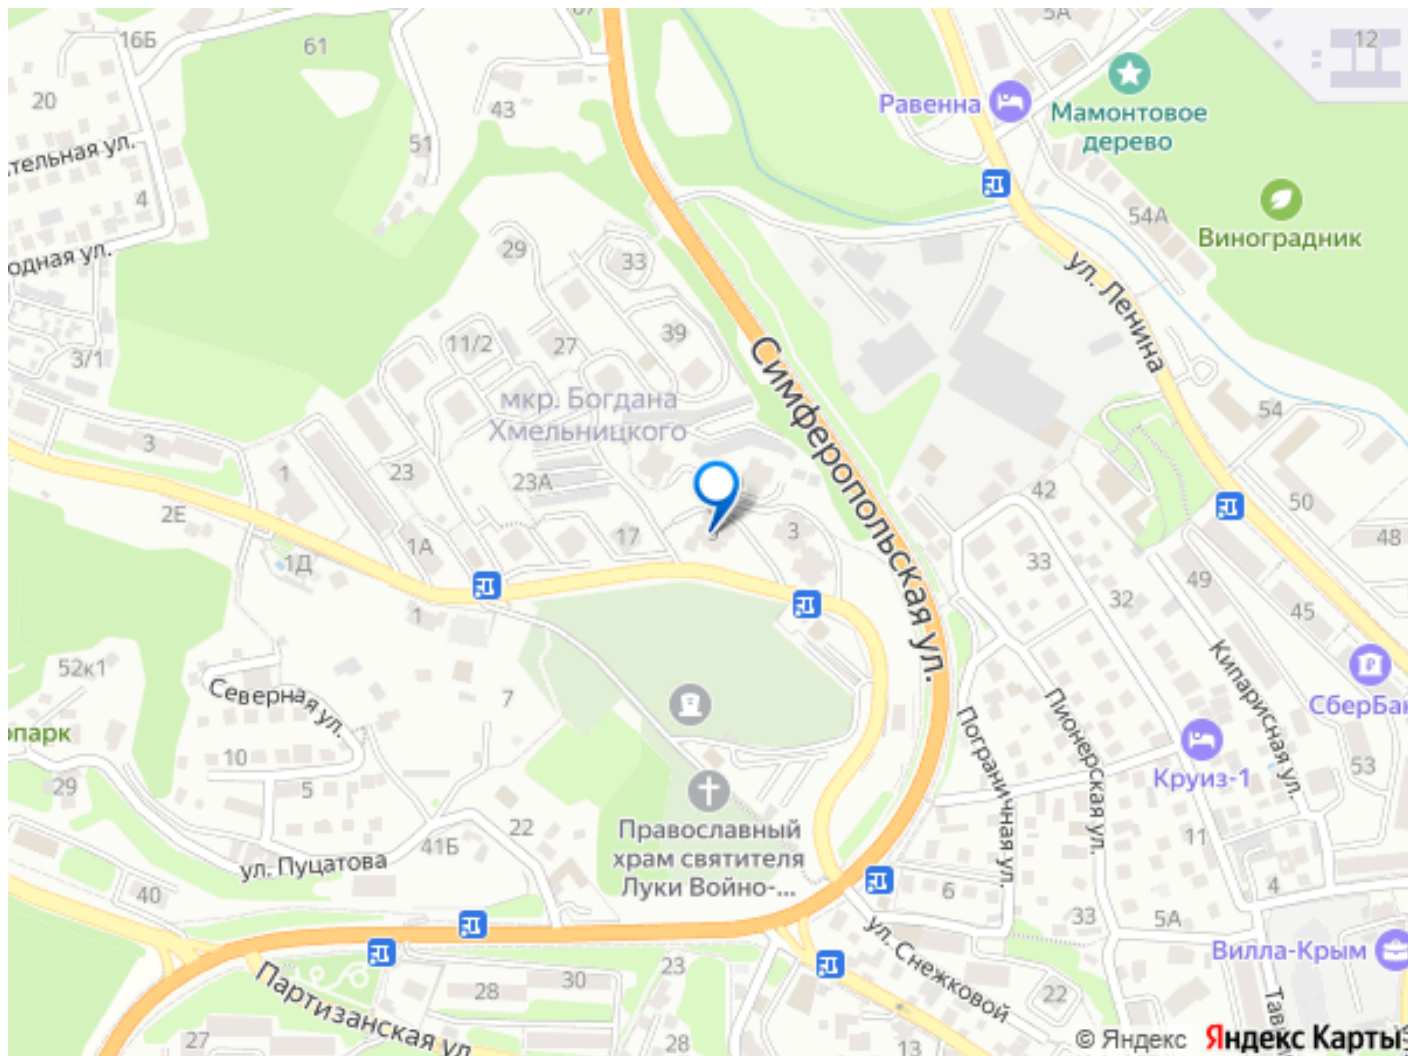 16Б
61
67
5А
12
20
43
Равенна
Мамонтовое
дерево
51
тельная ул.
4
54А
Виноградник
одная ул.
29
33
ул. Ленина
3/1
11/2
27
39
Симферопольская ул.
мкр. Богдана
Хмельницкого
54
3
1
23
23А
42
50
2Е
1А
17
3
48
1Д
33
49
32
45
1
52к1
Северная ул.
7
Кипарисная ул.
СберБан
опарк
10
Пионерская ул.
Пограничная ул.
Круиз-1
53
29
5
22
Православный
храм святителя
Луки Войно-...
11
41Б
ул. Пуцатова
40
6
4
33
5А
ул. Снежковой
Вилла-Крым
Партизанская ул.
28
30
23
22
Тав
27
28
13
© Яндекс Яндекс Карты